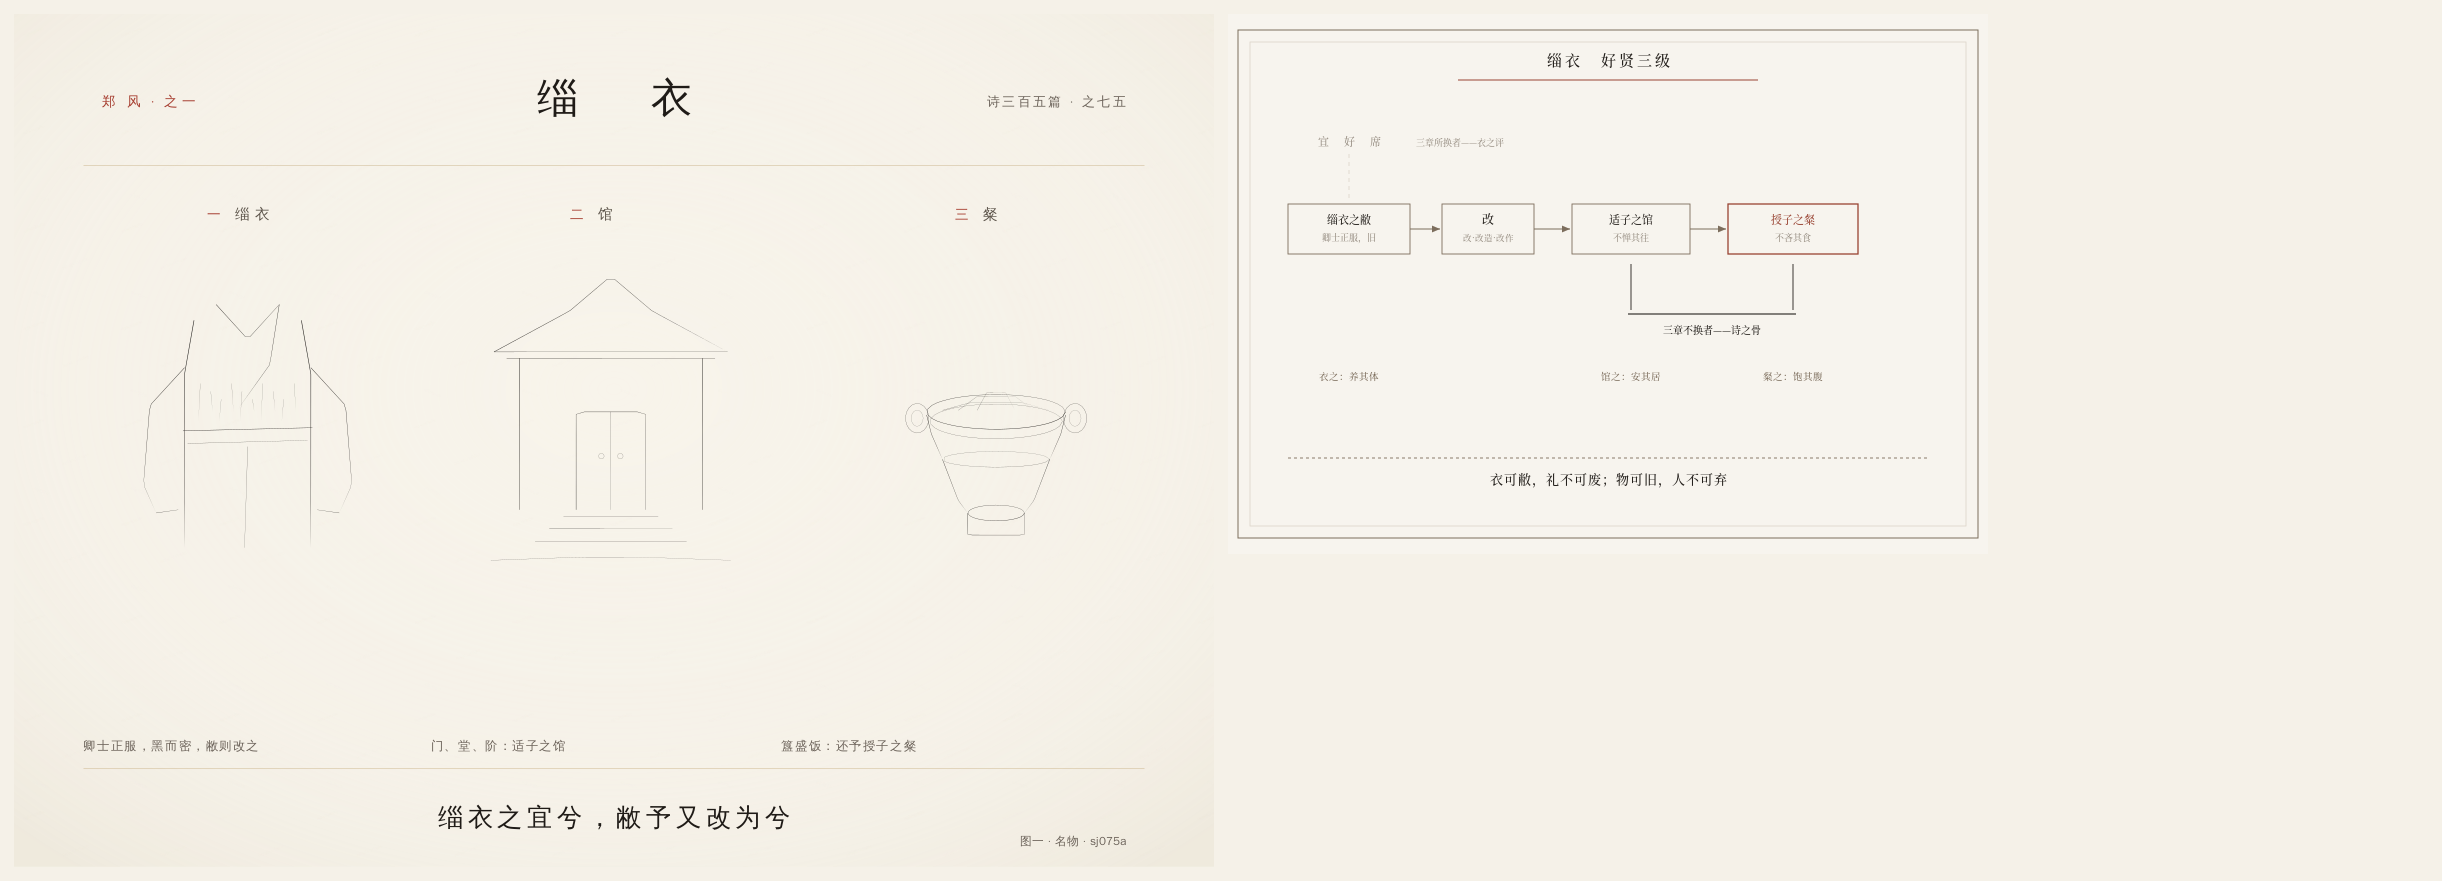 郑 风 · 之一
缁 衣
诗三百五篇 · 之七五
一 缁衣
二 馆
三 粲
卿士正服，黑而密，敝则改之
门、堂、阶：适子之馆
簋盛饭：还予授子之粲
缁衣之宜兮，敝予又改为兮
图一 · 名物 · sj075a
缁衣 好贤三级
宜 好 席
三章所换者——衣之评
缁衣之敝
卿士正服，旧
改
改·改造·改作
适子之馆
不惮其往
授子之粲
不吝其食
三章不换者——诗之骨
衣之：养其体
馆之：安其居
粲之：饱其腹
衣可敝，礼不可废；物可旧，人不可弃